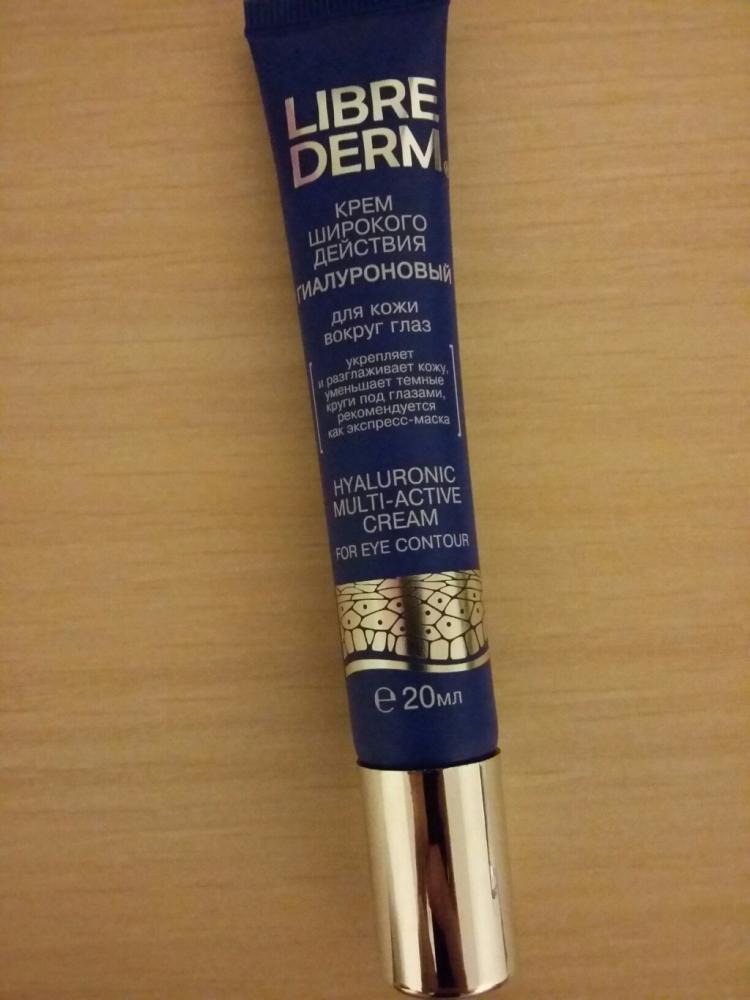 LIBRE
DERM®
КРЕМ
ШИРОКОГО
ДЕЙСТВИЯ
ГИАЛУРОНОВЫЙ
для кожи
вокруг глаз
укрепляет
и разглаживает кожу,
уменьшает темные
круги под глазами,
рекомендуется
как экспресс-маска
HYALURONIC
MULTI-ACTIVE
CREAM
FOR EYE CONTOUR
℮ 20мл